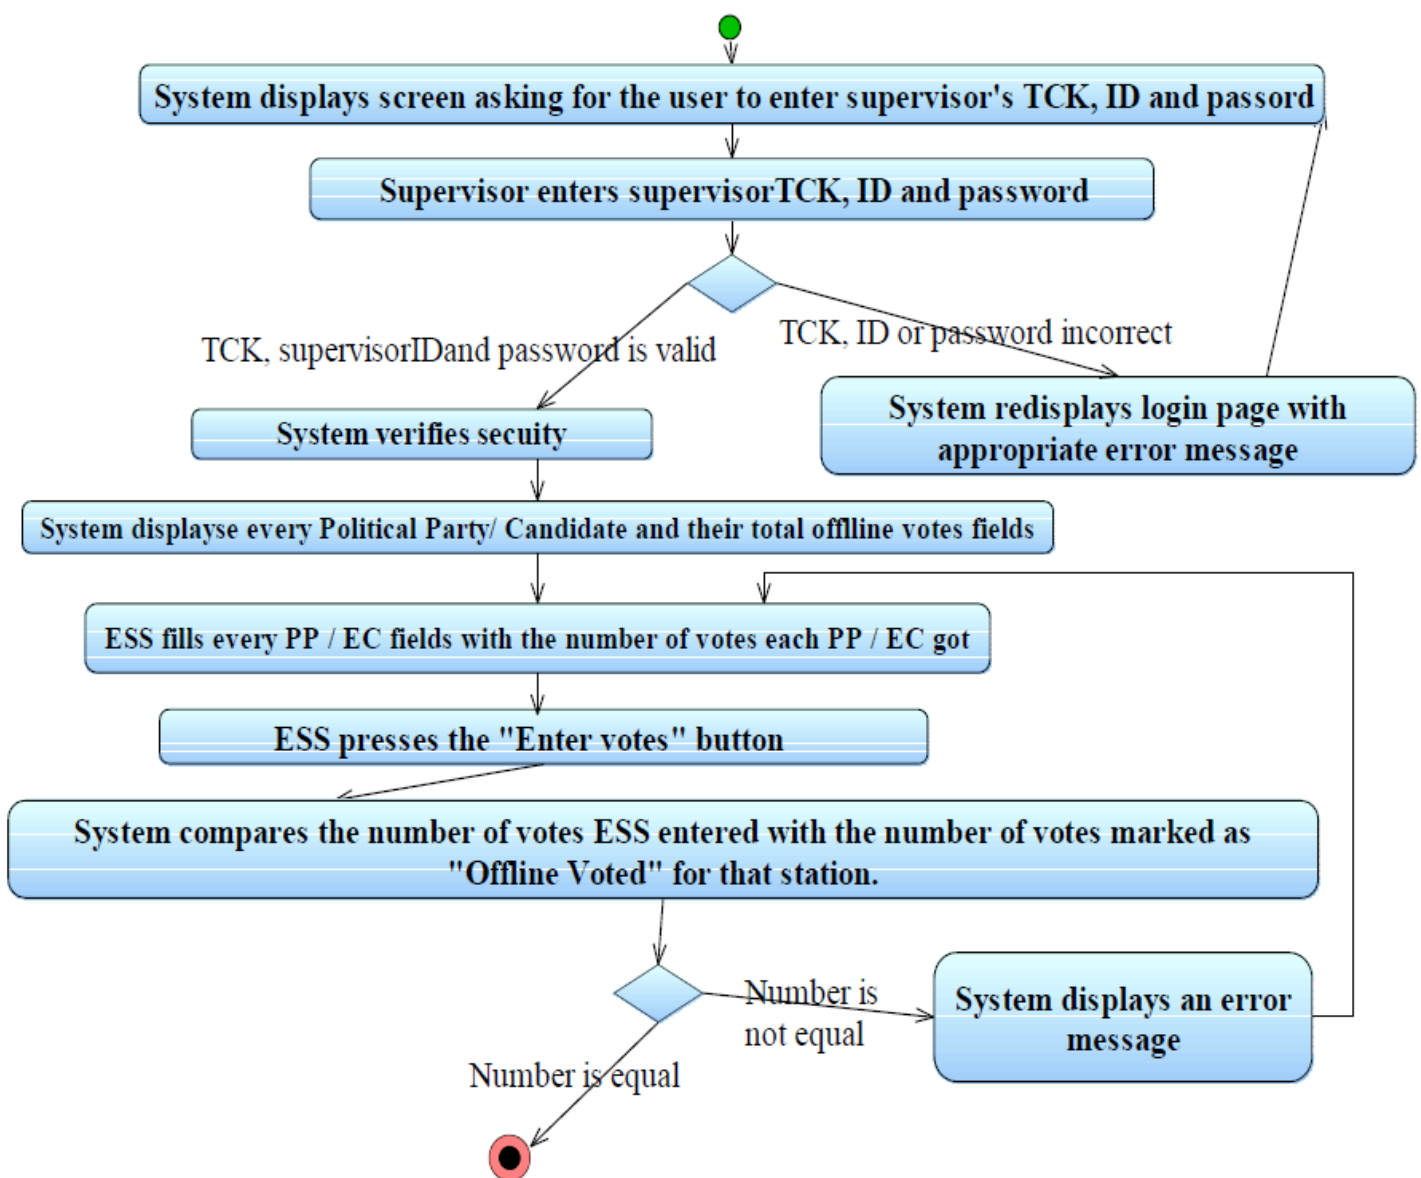 System displays screen asking for the user to enter supervisor's TCK, ID and passord
Supervisor enters supervisorTCK, ID and password
TCK, supervisorIDand password is valid
TCK, ID or password incorrect
System verifies secuity
System redisplays login page with
appropriate error message
System displayse every Political Party/ Candidate and their total offlline votes fields
ESS fills every PP / EC fields with the number of votes each PP / EC got
ESS presses the "Enter votes" button
System compares the number of votes ESS entered with the number of votes marked as
"Offline Voted" for that station.
Number is
not equal
System displays an error
message
Number is equal